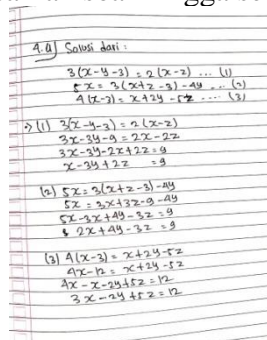 4.a) Solusi dari :
3(x-y-3) = 2(x-z) ... (1)
5x = 3(x+z-3)-4y ... (2)
4(x-3) = x+2y-5z .... (3)
=> (1) 3(x-y-3) = 2(x-z)
3x-3y-9 = 2x-2z
3x-3y-2x+2z = 9
x-3y+2z = 9
(2) 5x = 3(x+z-3)-4y
5x = 3x+3z-9-4y
5x-3x+4y-3z = 9
2x+4y-3z = 9
(3) 4(x-3) = x+2y-5z
4x-12 = x+2y-5z
4x-x-2y+5z = 12
3x-2y+5z = 12